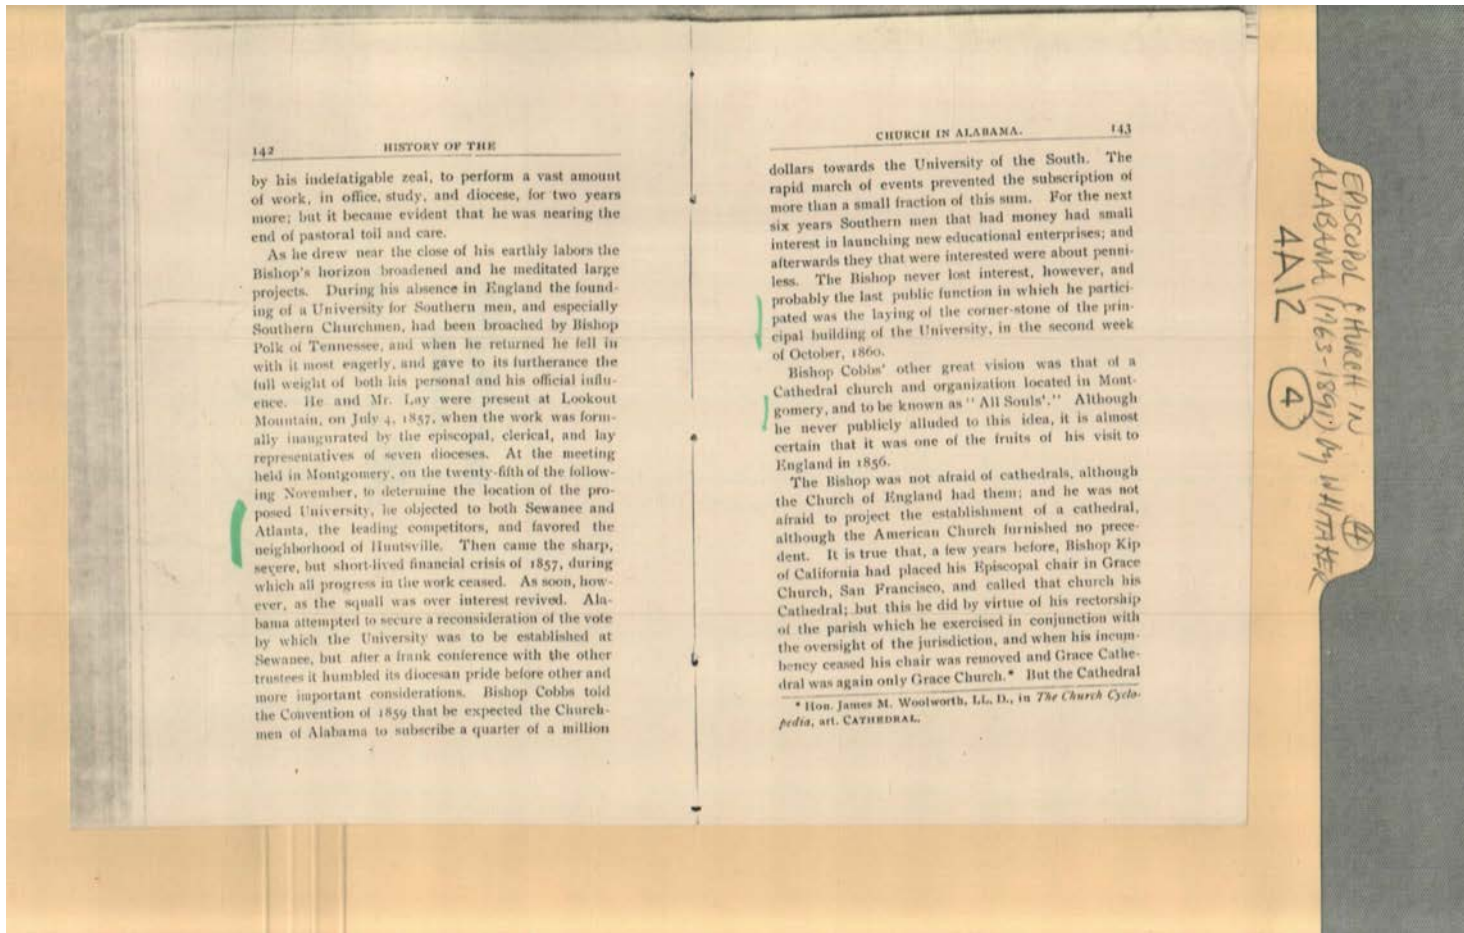 142 HISTORY OF THE
by his indefatigable zeal, to perform a vast amount
of work, in office, study, and diocese, for two years
more; but it became evident that he was nearing the
end of pastoral toil and care.
As he drew near the close of his earthly labors the
Bishop's horizon broadened and he meditated large
projects. During his absence in England the found-
ing of a University for Southern men, and especially
Southern Churchmen, had been broached by Bishop
Polk of Tennessee, and when he returned he fell in
with it most eagerly, and gave to its furtherance the
full weight of both his personal and his official influ-
ence. He and Mr. Lay were present at Lookout
Mountain, on July 4, 1857, when the work was form-
ally inaugurated by the episcopal, clerical, and lay
representatives of seven dioceses. At the meeting
held in Montgomery, on the twenty-fifth of the follow-
ing November, to determine the location of the pro-
posed University, he objected to both Sewanee and
Atlanta, the leading competitors, and favored the
neighborhood of Huntsville. Then came the sharp,
severe, but short-lived financial crisis of 1857, during
which all progress in the work ceased. As soon, how-
ever, as the squall was over interest revived. Ala-
bama attempted to secure a reconsideration of the vote
by which the University was to be established at
Sewanee, but after a frank conference with the other
trustees it humbled its diocesan pride before other and
more important considerations. Bishop Cobbs told
the Convention of 1859 that he expected the Church-
men of Alabama to subscribe a quarter of a million
CHURCH IN ALABAMA. 143
dollars towards the University of the South. The
rapid march of events prevented the subscription of
more than a small fraction of this sum. For the next
six years Southern men that had money had small
interest in launching new educational enterprises; and
afterwards they that were interested were about penni-
less. The Bishop never lost interest, however, and
probably the last public function in which he partici-
pated was the laying of the corner-stone of the prin-
cipal building of the University, in the second week
of October, 1860.
Bishop Cobbs' other great vision was that of a
Cathedral church and organization located in Mont-
gomery, and to be known as "All Souls'." Although
he never publicly alluded to this idea, it is almost
certain that it was one of the fruits of his visit to
England in 1856.
The Bishop was not afraid of cathedrals, although
the Church of England had them; and he was not
afraid to project the establishment of a cathedral,
although the American Church furnished no prece-
dent. It is true that, a few years before, Bishop Kip
of California had placed his Episcopal chair in Grace
Church, San Francisco, and called that church his
Cathedral; but this he did by virtue of his rectorship
of the parish which he exercised in conjunction with
the oversight of the jurisdiction, and when his incum-
bency ceased his chair was removed and Grace Cathe-
dral was again only Grace Church.* But the Cathedral
* Hon. James M. Woolworth, LL. D., in The Church Cyclo-
pedia, art. CATHEDRAL.
EPISCOPOL CHURCH IN
ALABAMA (1763-1891) by WHITAKER
4A12 4